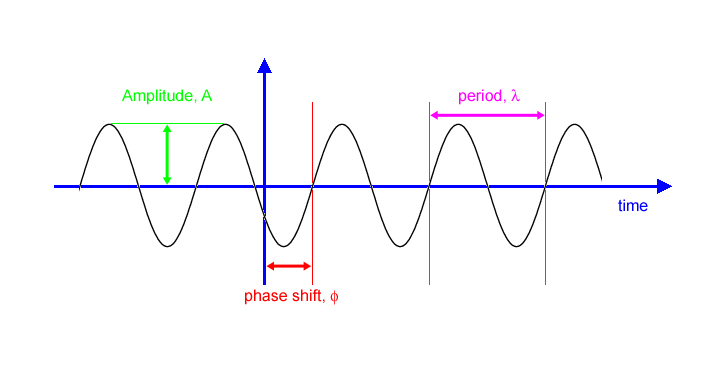 Amplitude, A
period, λ
time
phase shift, ϕ